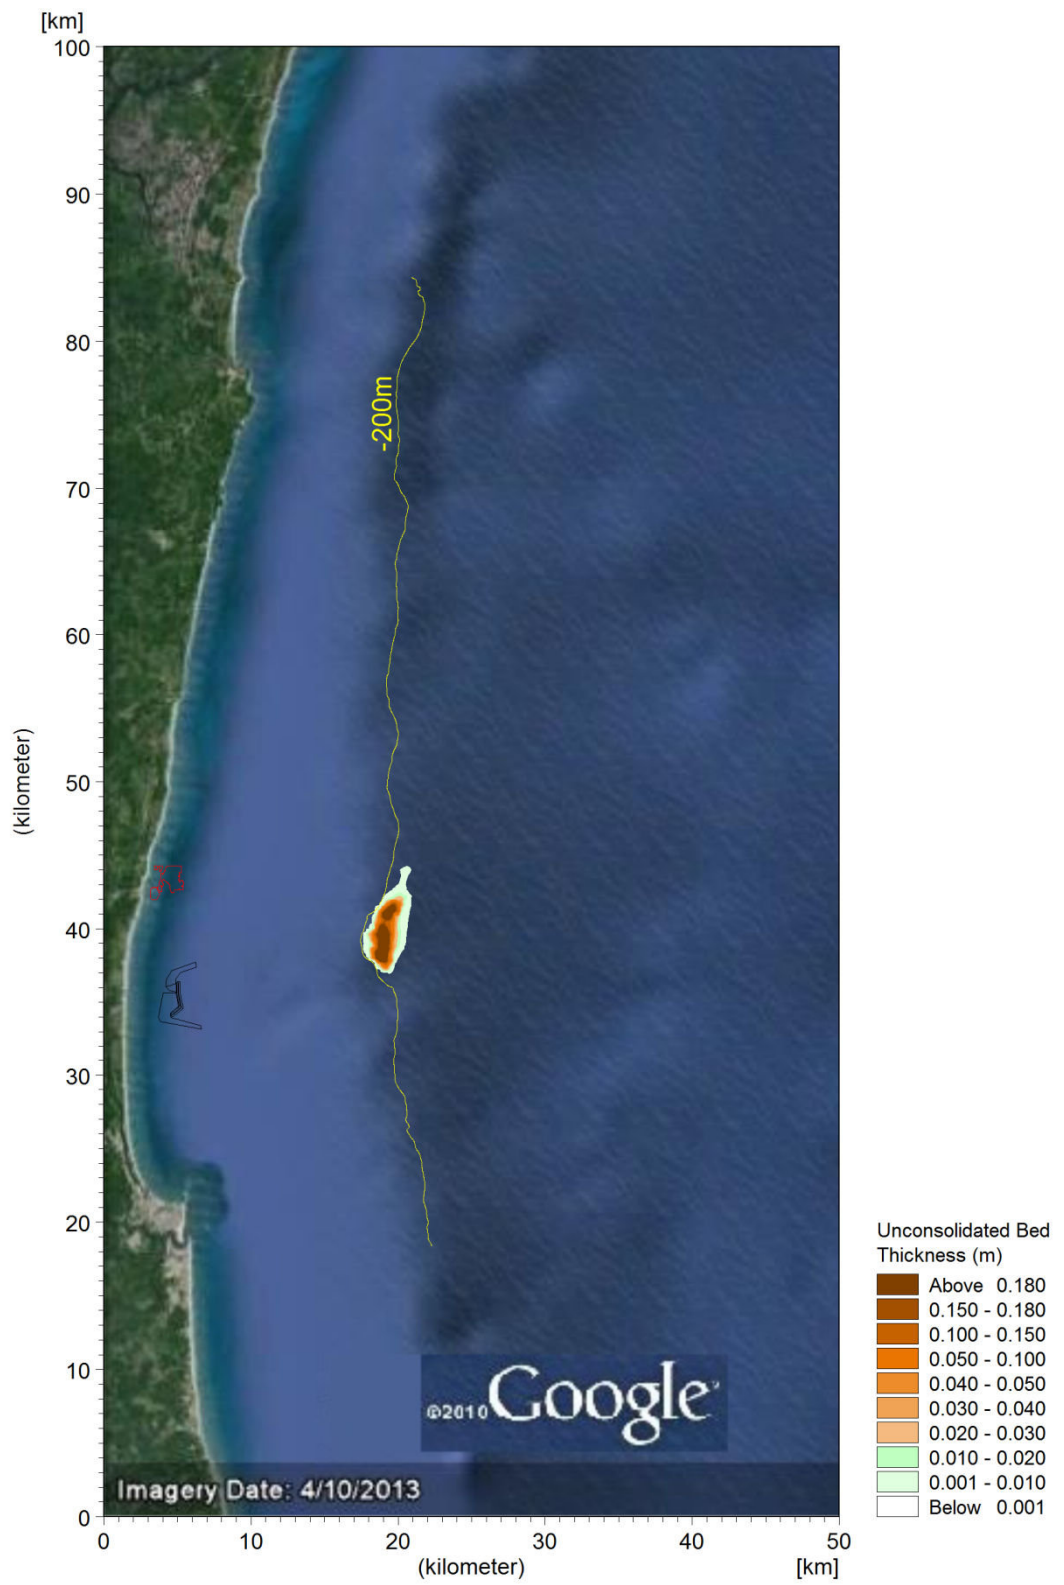 [km]
100
90
80
70
60
50
40
30
20
10
0
(kilometer)
-200m
©2010 Google
Imagery Date: 4/10/2013
0 10 20 30 40 50
(kilometer) [km]
Unconsolidated Bed
Thickness (m)
Above 0.180
0.150 - 0.180
0.100 - 0.150
0.050 - 0.100
0.040 - 0.050
0.030 - 0.040
0.020 - 0.030
0.010 - 0.020
0.001 - 0.010
Below 0.001